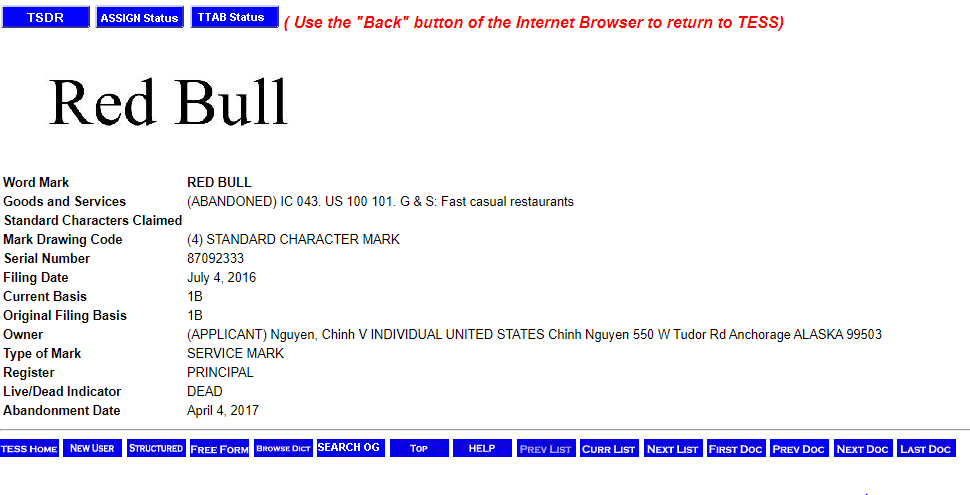 TSDR ASSIGN Status TTAB Status ( Use the "Back" button of the Internet Browser to return to TESS)
Red Bull
Word Mark RED BULL
Goods and Services (ABANDONED) IC 043. US 100 101. G & S: Fast casual restaurants
Standard Characters Claimed
Mark Drawing Code (4) STANDARD CHARACTER MARK
Serial Number 87092333
Filing Date July 4, 2016
Current Basis 1B
Original Filing Basis 1B
Owner (APPLICANT) Nguyen, Chinh V INDIVIDUAL UNITED STATES Chinh Nguyen 550 W Tudor Rd Anchorage ALASKA 99503
Type of Mark SERVICE MARK
Register PRINCIPAL
Live/Dead Indicator DEAD
Abandonment Date April 4, 2017
TESS HOME NEW USER STRUCTURED FREE FORM BROWSE DICT SEARCH OG TOP HELP PREV LIST CURR LIST NEXT LIST FIRST DOC PREV DOC NEXT DOC LAST DOC